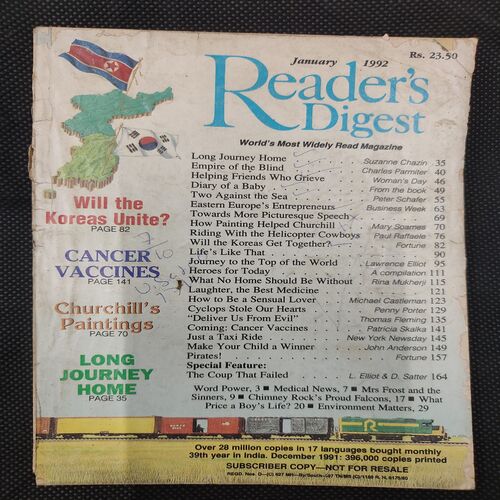 January 1992
Rs. 23.50
Reader's
Digest
World's Most Widely Read Magazine
Long Journey Home Suzanne Chazin 35
Empire of the Blind Charles Parmiter 40
Helping Friends Who Grieve Woman's Day 46
Diary of a Baby From the book 49
Two Against the Sea Peter Schafer 55
Eastern Europe's Entrepreneurs Business Week 63
Towards More Picturesque Speech 69
How Painting Helped Churchill Mary Soames 70
Riding With the Helicopter Cowboys Paul Raffaele 76
Will the Koreas Get Together? Fortune 82
Life's Like That 90
Journey to the Top of the World Lawrence Elliot 95
Heroes for Today A compilation 111
What No Home Should Be Without Rina Mukherji 115
Laughter, the Best Medicine 121
How to Be a Sensual Lover Michael Castleman 123
Cyclops Stole Our Hearts Penny Porter 129
"Deliver Us From Evil" Thomas Fleming 135
Coming: Cancer Vaccines Patricia Skalka 141
Just a Taxi Ride New York Newsday 145
Make Your Child a Winner John Anderson 149
Pirates! Fortune 157
Special Feature:
The Coup That Failed L. Elliot & D. Satter 164
Word Power, 3 ■ Medical News, 7 ■ Mrs Frost and the
Sinners, 9 ■ Chimney Rock's Proud Falcons, 17 ■ What
Price a Boy's Life? 20 ■ Environment Matters, 29
Will the
Koreas Unite?
PAGE 82
CANCER
VACCINES
PAGE 141
Churchill's
Paintings
PAGE 70
LONG
JOURNEY
HOME
PAGE 35
Over 28 million copies in 17 languages bought monthly
39th year in India. December 1991: 396,000 copies printed
SUBSCRIBER COPY—NOT FOR RESALE